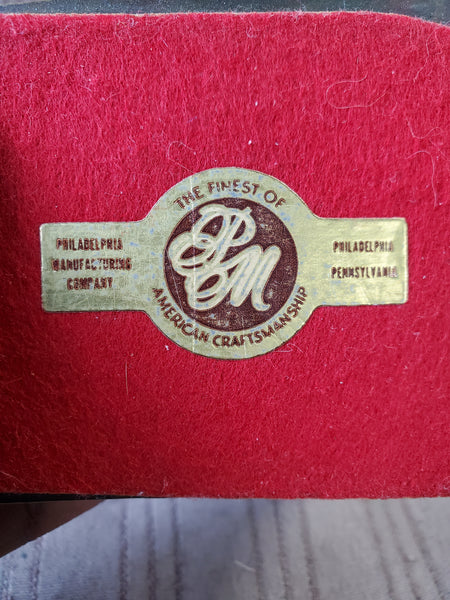 THE FINEST OF
PHILADELPHIA
MANUFACTURING
COMPANY
PM
PHILADELPHIA
PENNSYLVANIA
AMERICAN CRAFTSMANSHIP